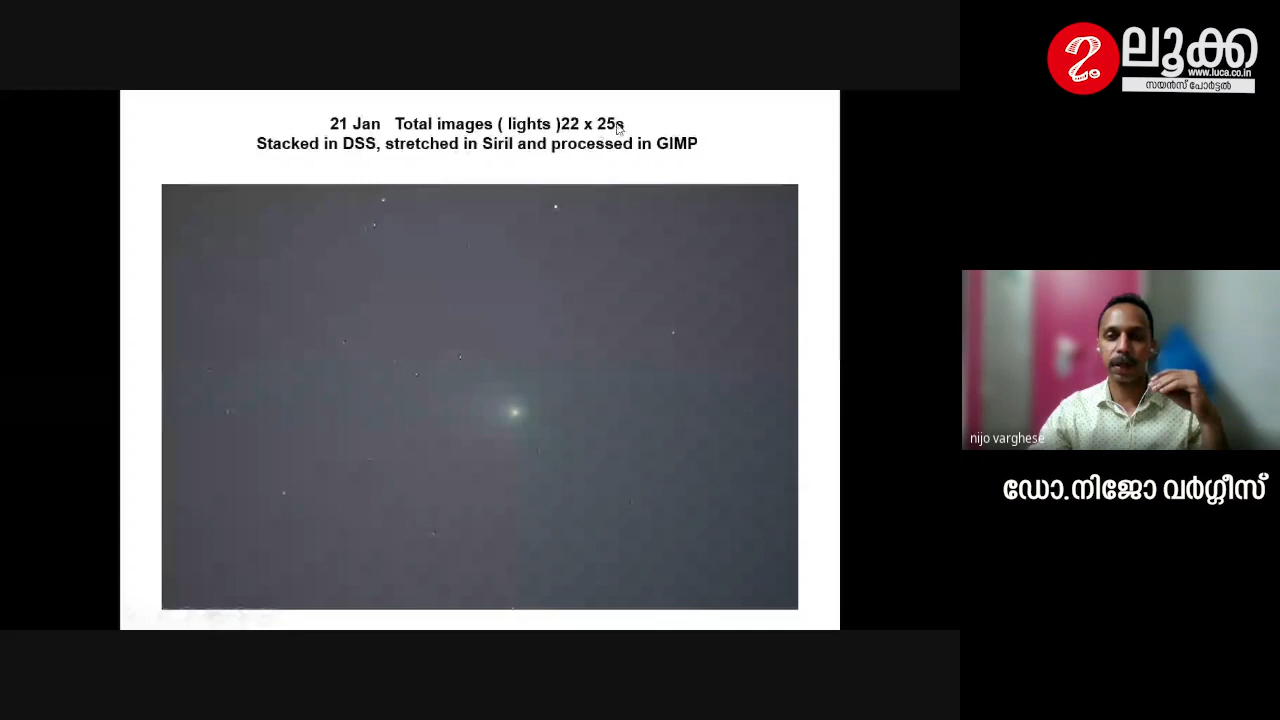 21 Jan Total images ( lights )22 x 25s
Stacked in DSS, stretched in Siril and processed in GIMP
ലൂക്ക
www.luca.co.in
സയൻസ് പോർട്ടൽ
nijo varghese
ഡോ.നിജോ വർഗ്ഗീസ്